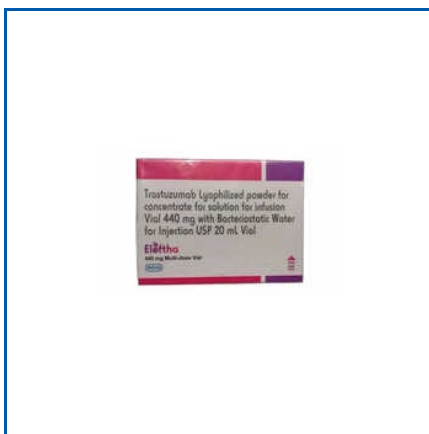 Trastuzumab Lyophilized powder for
concentrate for solution for infusion
Vial 440 mg with Bacteriostatic Water
for Injection USP 20 mL Vial
Eleftha
440 mg Multi-dose Vial